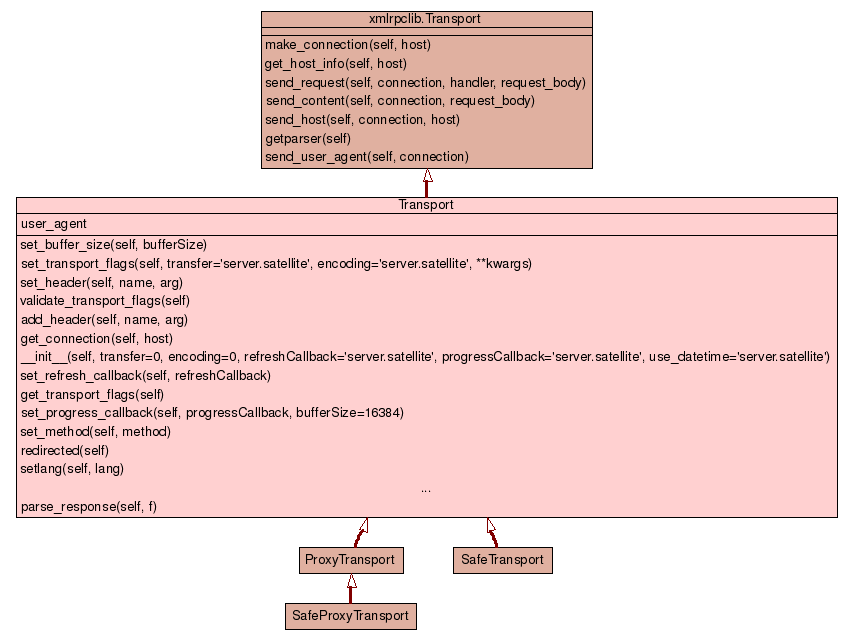 xmlrpclib.Transport
make_connection(self, host)
get_host_info(self, host)
send_request(self, connection, handler, request_body)
send_content(self, connection, request_body)
send_host(self, connection, host)
getparser(self)
send_user_agent(self, connection)
Transport
user_agent
set_buffer_size(self, bufferSize)
set_transport_flags(self, transfer='server.satellite', encoding='server.satellite', **kwargs)
set_header(self, name, arg)
validate_transport_flags(self)
add_header(self, name, arg)
get_connection(self, host)
__init__(self, transfer=0, encoding=0, refreshCallback='server.satellite', progressCallback='server.satellite', use_datetime='server.satellite')
set_refresh_callback(self, refreshCallback)
get_transport_flags(self)
set_progress_callback(self, progressCallback, bufferSize=16384)
set_method(self, method)
redirected(self)
setlang(self, lang)
...
parse_response(self, f)
ProxyTransport
SafeTransport
SafeProxyTransport